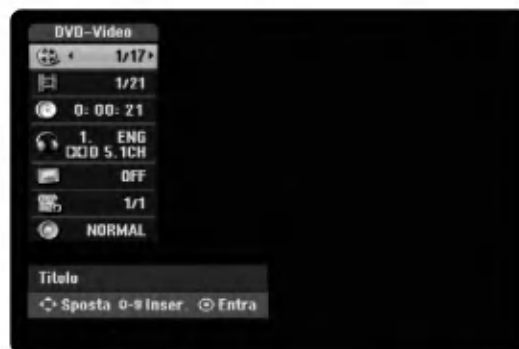 DVD-Video
1/17
1/21
0: 00: 21
1. ENG
D 5.1CH
OFF
1/1
NORMAL
Titolo
Sposta 0-9 Inser. Entra